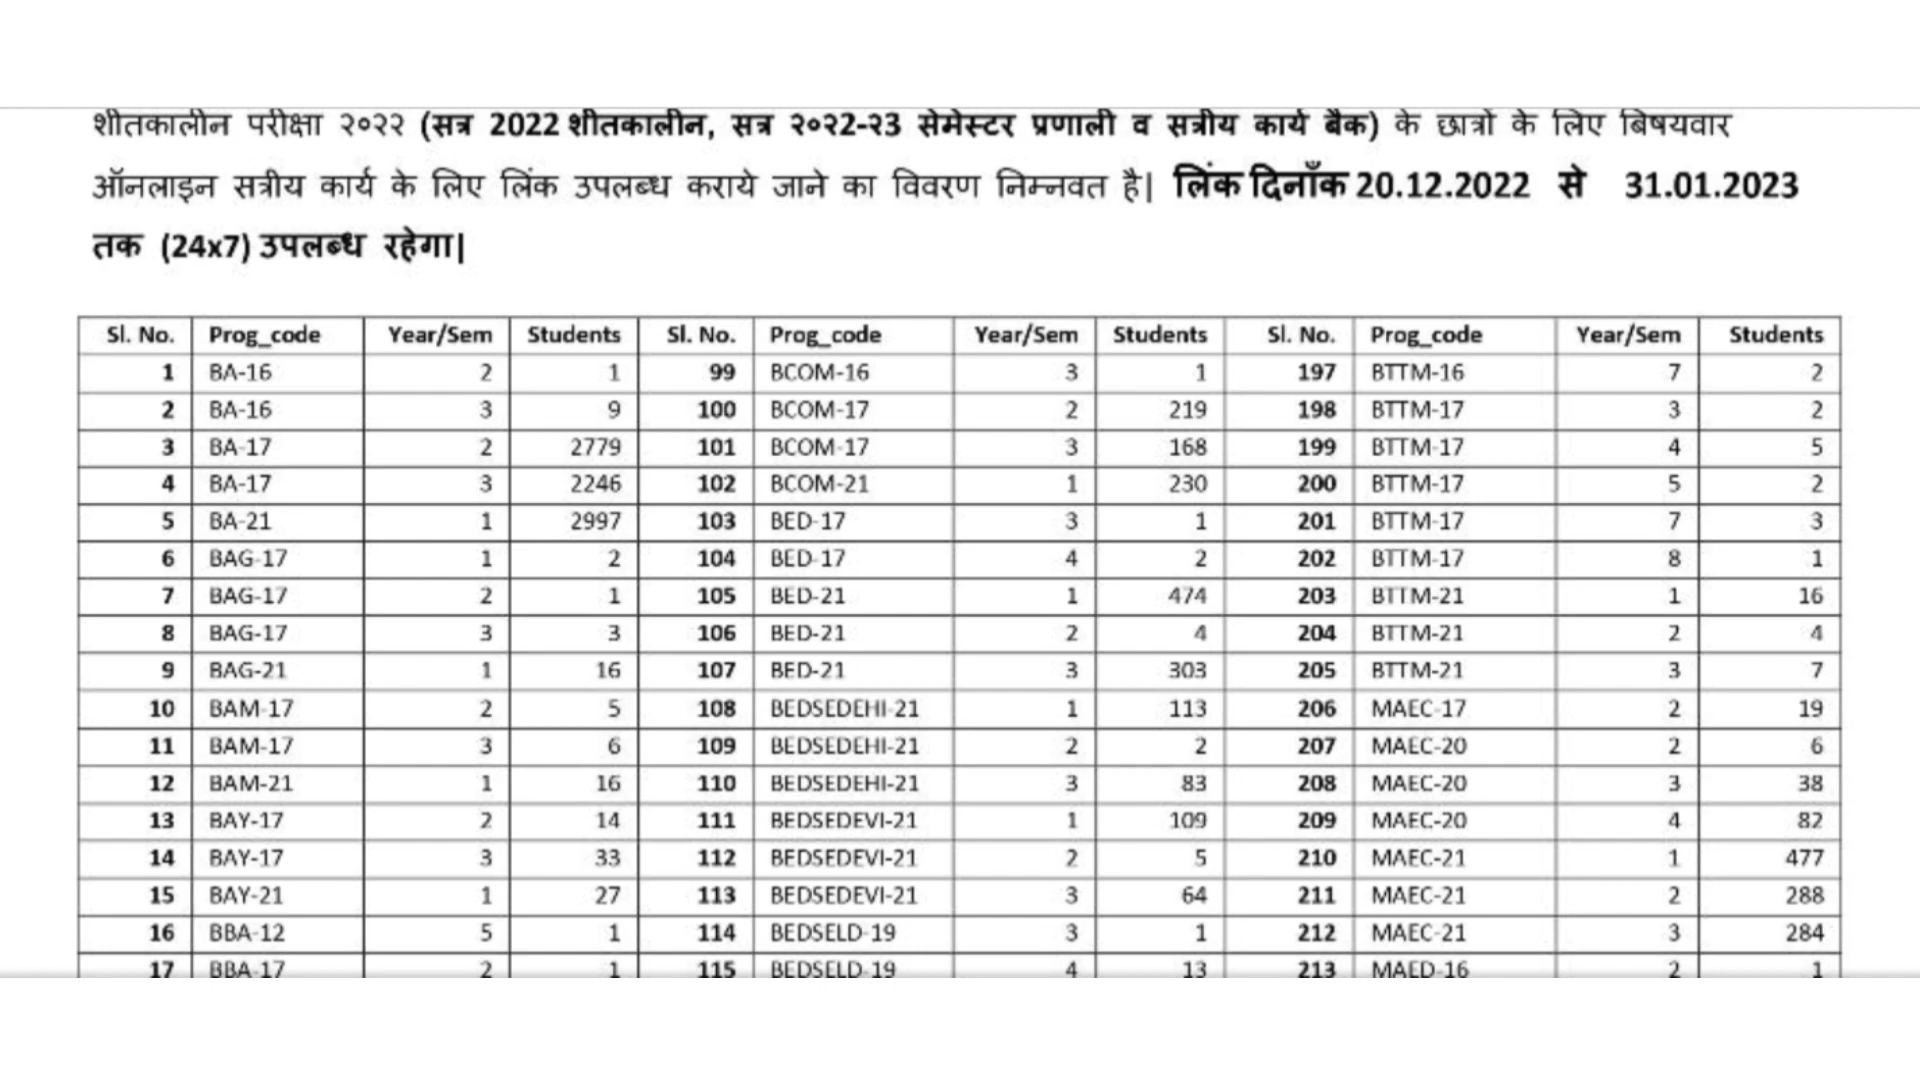 शीतकालीन परीक्षा २०२२ (सत्र 2022 शीतकालीन, सत्र २०२2-२3 सेमेस्टर प्रणाली व सत्रीय कार्य बैक) के छात्रों के लिए बिषयवार
ऑनलाइन सत्रीय कार्य के लिए लिंक उपलब्ध कराये जाने का विवरण निम्नवत है| लिंक दिनाँक 20.12.2022 से 31.01.2023
तक (24x7) उपलब्ध रहेगा|
Sl. No. Prog_code Year/Sem Students Sl. No. Prog_code Year/Sem Students Sl. No. Prog_code Year/Sem Students
1 BA-16 2 1 99 BCOM-16 3 1 197 BTTM-16 7 2
2 BA-16 3 9 100 BCOM-17 2 219 198 BTTM-17 3 2
3 BA-17 2 2779 101 BCOM-17 3 168 199 BTTM-17 4 5
4 BA-17 3 2246 102 BCOM-21 1 230 200 BTTM-17 5 2
5 BA-21 1 2997 103 BED-17 3 1 201 BTTM-17 7 3
6 BAG-17 1 2 104 BED-17 4 2 202 BTTM-17 8 1
7 BAG-17 2 1 105 BED-21 1 474 203 BTTM-21 1 16
8 BAG-17 3 3 106 BED-21 2 4 204 BTTM-21 2 4
9 BAG-21 1 16 107 BED-21 3 303 205 BTTM-21 3 7
10 BAM-17 2 5 108 BEDSEDEHI-21 1 113 206 MAEC-17 2 19
11 BAM-17 3 6 109 BEDSEDEHI-21 2 2 207 MAEC-20 2 6
12 BAM-21 1 16 110 BEDSEDEHI-21 3 83 208 MAEC-20 3 38
13 BAY-17 2 14 111 BEDSEDEVI-21 1 109 209 MAEC-20 4 82
14 BAY-17 3 33 112 BEDSEDEVI-21 2 5 210 MAEC-21 1 477
15 BAY-21 1 27 113 BEDSEDEVI-21 3 64 211 MAEC-21 2 288
16 BBA-12 5 1 114 BEDSELD-19 3 1 212 MAEC-21 3 284
17 BBA-17 2 1 115 BEDSELD-19 4 13 213 MAED-16 2 1